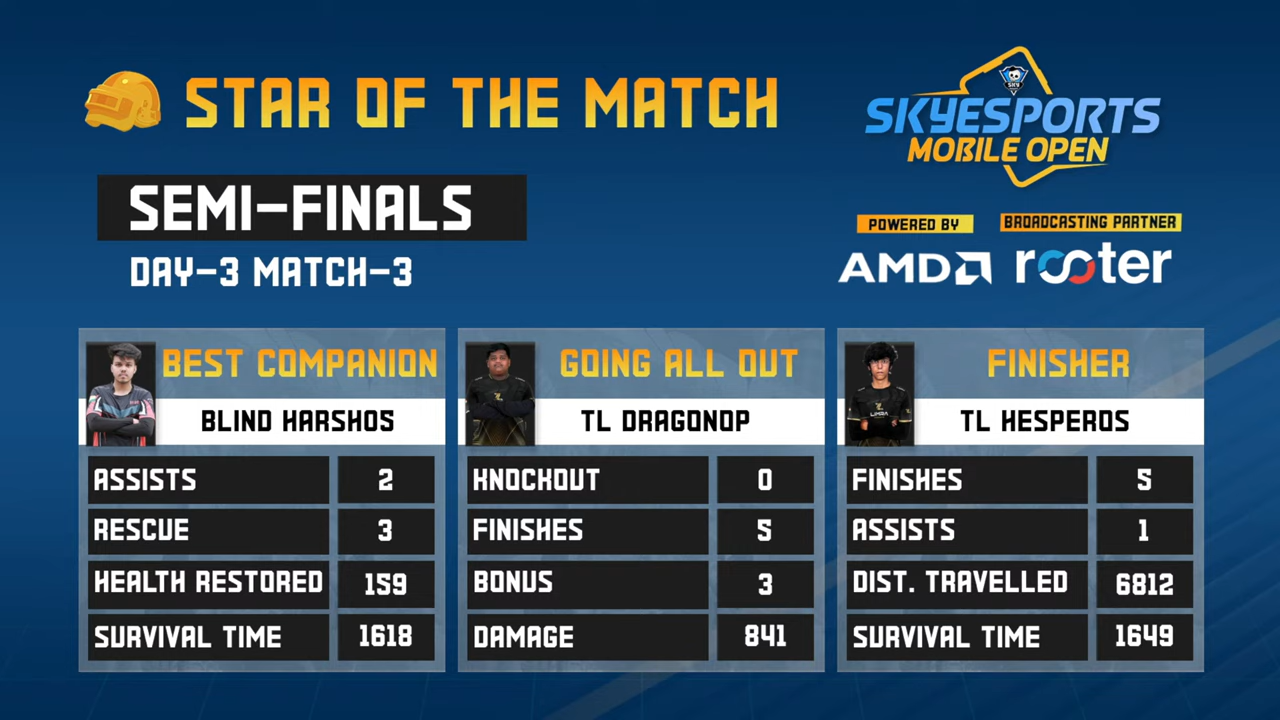 STAR OF THE MATCH
SKY
SKYESPORTS
MOBILE OPEN
SEMI-FINALS
DAY-3 MATCH-3
POWERED BY
AMD
BROADCASTING PARTNER
rooter
BEST COMPANION
BLIND HARSHOS
ASSISTS 2
RESCUE 3
HEALTH RESTORED 159
SURVIVAL TIME 1618
GOING ALL OUT
TL DRAGONOP
KNOCKOUT 0
FINISHES 5
BONUS 3
DAMAGE 841
FINISHER
TL HESPEROS
FINISHES 5
ASSISTS 1
DIST. TRAVELLED 6812
SURVIVAL TIME 1649